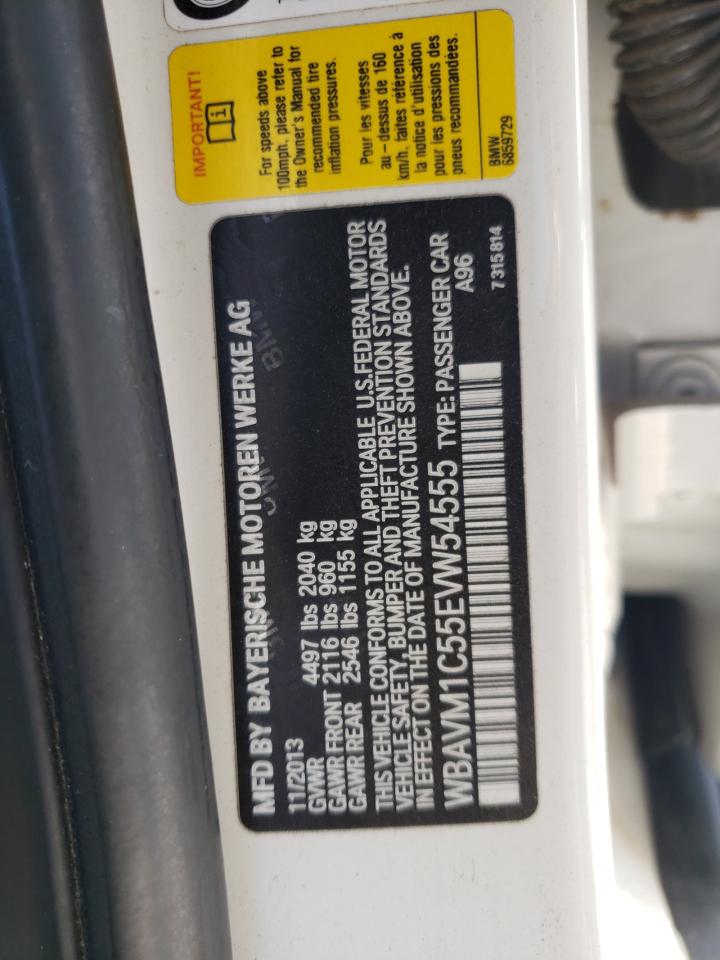 MFD BY BAYERISCHE MOTOREN WERKE AG
11/2013
GVWR 4497 lbs 2040 kg
GAWR FRONT 2116 lbs 960 kg
GAWR REAR 2546 lbs 1155 kg
THIS VEHICLE CONFORMS TO ALL APPLICABLE U.S.FEDERAL MOTOR
VEHICLE SAFETY, BUMPER AND THEFT PREVENTION STANDARDS
IN EFFECT ON THE DATE OF MANUFACTURE SHOWN ABOVE.
WBAVM1C55EVW54555 TYPE: PASSENGER CAR
A96
7315814
IMPORTANT!
For speeds above
100mph, please refer to
the Owner's Manual for
recommended tire
inflation pressures.
Pour les vitesses
au – dessus de 160
km/h, faites référence à
la notice d'utilisation
pour les pressions des
pneus recommandées.
BMW
6859729